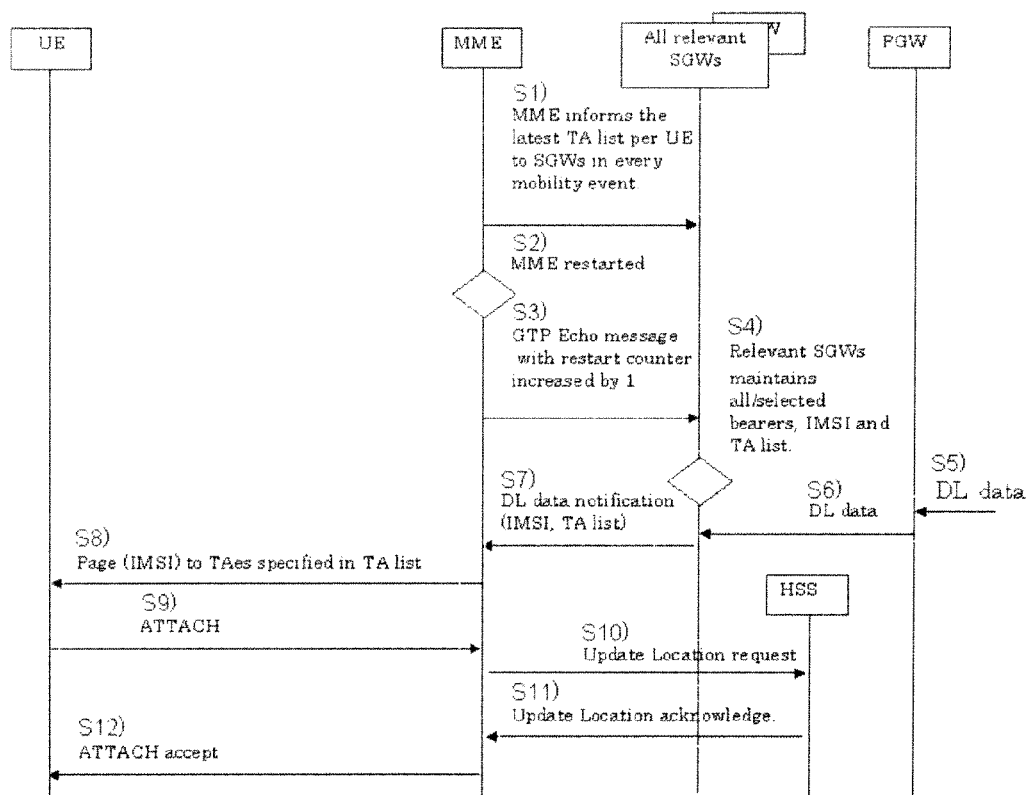 UE
MME
All relevant
SGWs
W
PGW
S1)
MME informs the
latest TA list per UE
to SGWs in every
mobility event
S2)
MME restarted
S3)
GTP Echo message
with restart counter
increased by 1
S4)
Relevant SGWs
maintains
all/selected
bearers, IMSI and
TA list.
S5)
DL data
S6)
DL data
S7)
DL data notification
(IMSI, TA list)
S8)
Page (IMSI) to TAes specified in TA list
HSS
S9)
ATTACH
S10)
Update Location request
S11)
Update Location acknowledge.
S12)
ATTACH accept